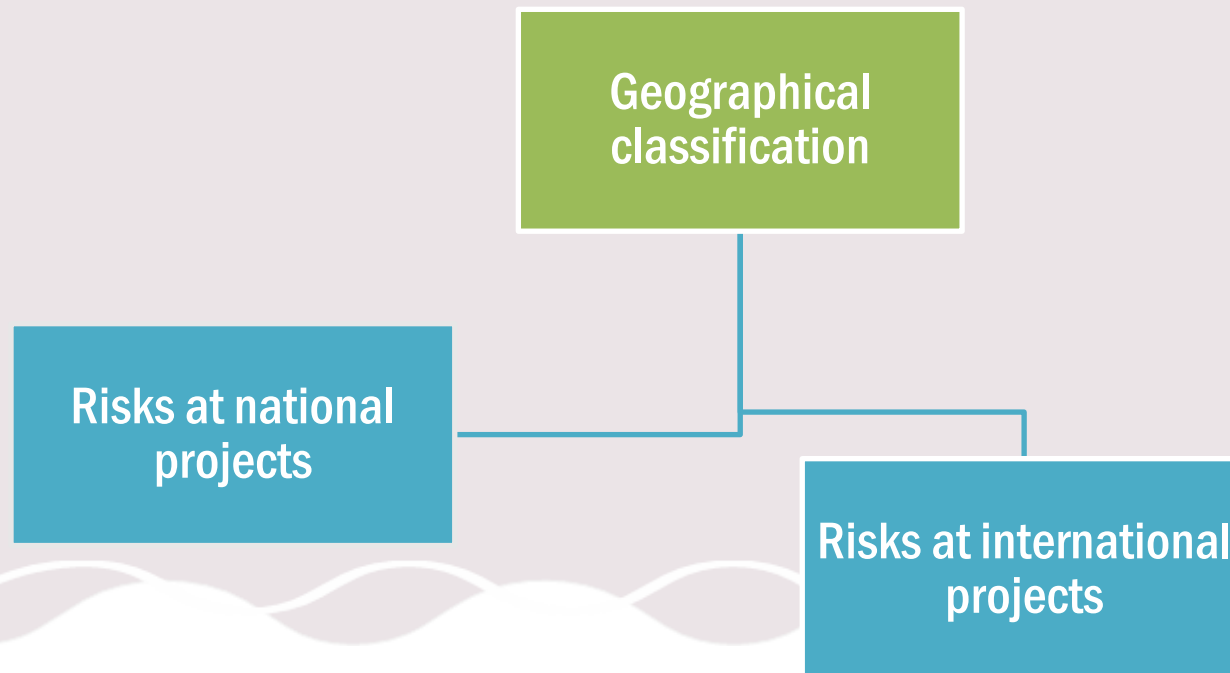 Geographical
classification
Risks at national
projects
Risks at international
projects